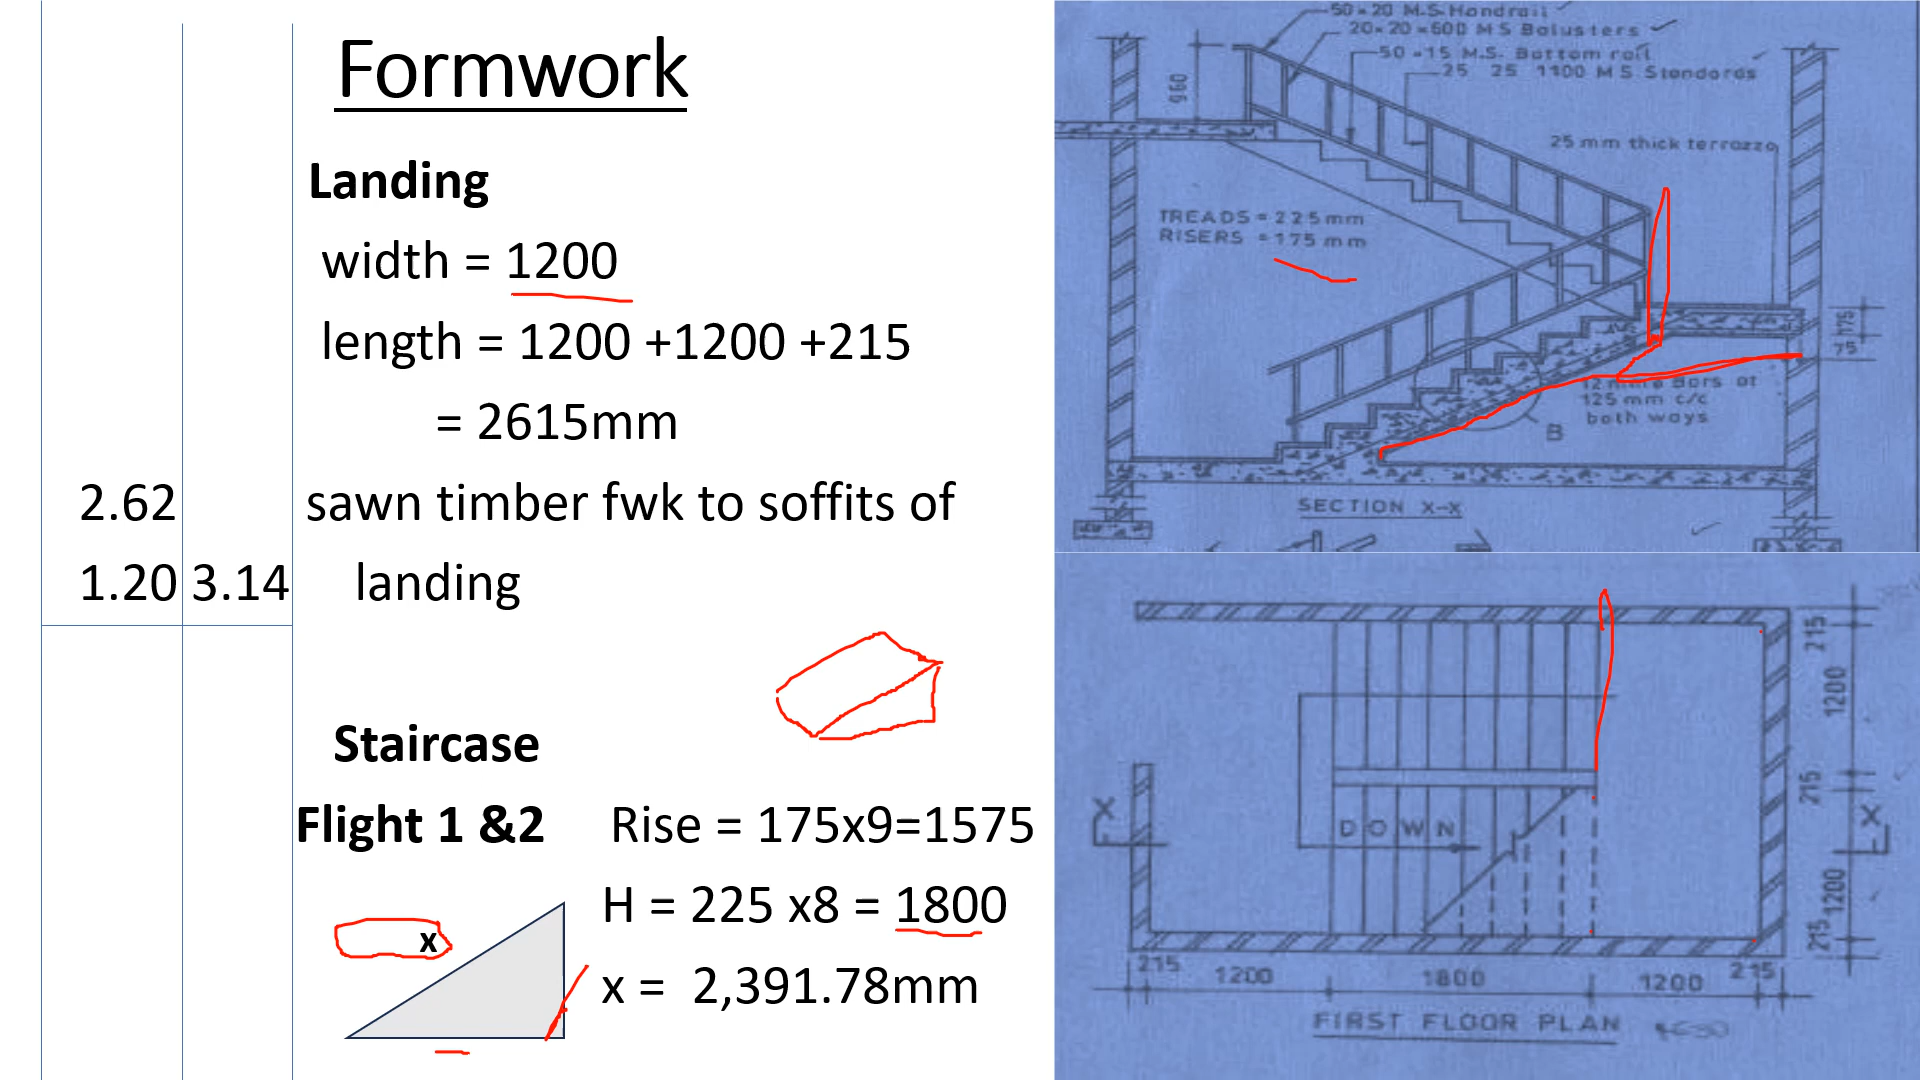 Formwork
Landing
width = 1200
length = 1200 +1200 +215
= 2615mm
2.62 sawn timber fwk to soffits of
1.20 3.14 landing
Staircase
Flight 1 &2 Rise = 175x9=1575
H = 225 x8 = 1800
x
x = 2,391.78mm
50×20 M.S. Handrail
20×20×600 M S Balusters
50×15 M.S. Bottom rail
25 25 1100 M S Standards
960
25 mm thick terrazzo
TREADS = 225 mm
RISERS = 175 mm
175
75
Bars at
125 mm c/c
both ways
B
SECTION X-X
215
1200
215
1200
215
X
X
DOWN
215 1200 1800 1200 215
FIRST FLOOR PLAN